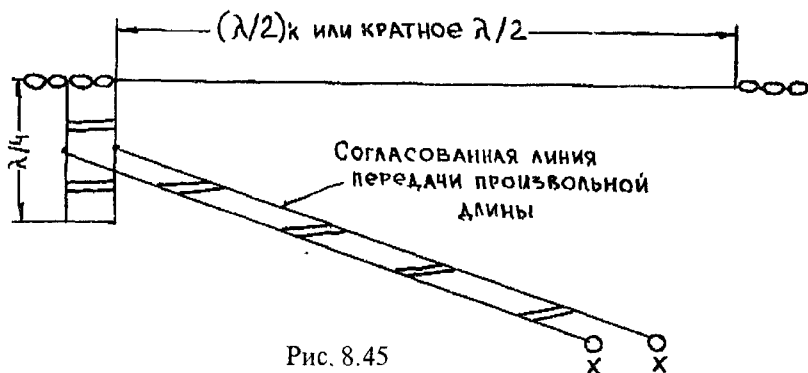 (λ/2)k или кратное λ/2
λ/4
Согласованная линия
передачи произвольной
длины
x
x
Рис. 8.45